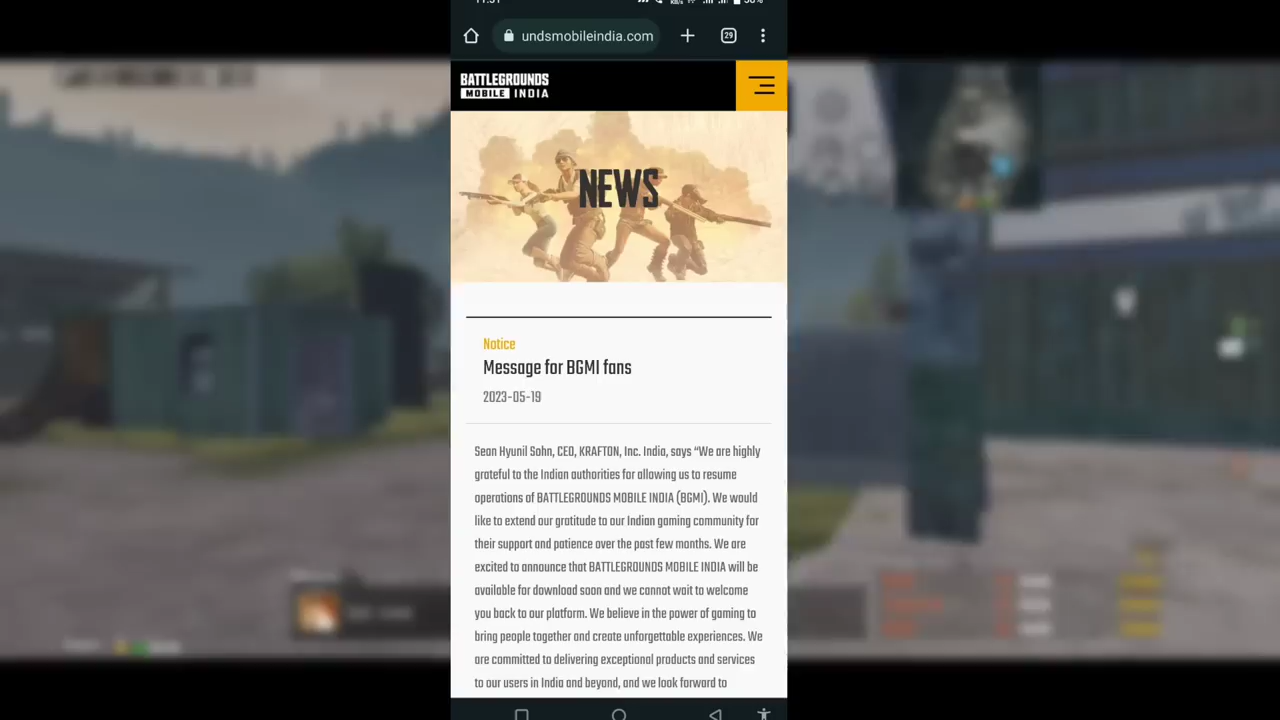 undsmobileindia.com
29
BATTLEGROUNDS
MOBILE INDIA
NEWS
Notice
Message for BGMI fans
2023-05-19
Sean Hyunil Sohn, CEO, KRAFTON, Inc. India, says “We are highly
grateful to the Indian authorities for allowing us to resume
operations of BATTLEGROUNDS MOBILE INDIA (BGMI). We would
like to extend our gratitude to our Indian gaming community for
their support and patience over the past few months. We are
excited to announce that BATTLEGROUNDS MOBILE INDIA will be
available for download soon and we cannot wait to welcome
you back to our platform. We believe in the power of gaming to
bring people together and create unforgettable experiences. We
are committed to delivering exceptional products and services
to our users in India and beyond, and we look forward to